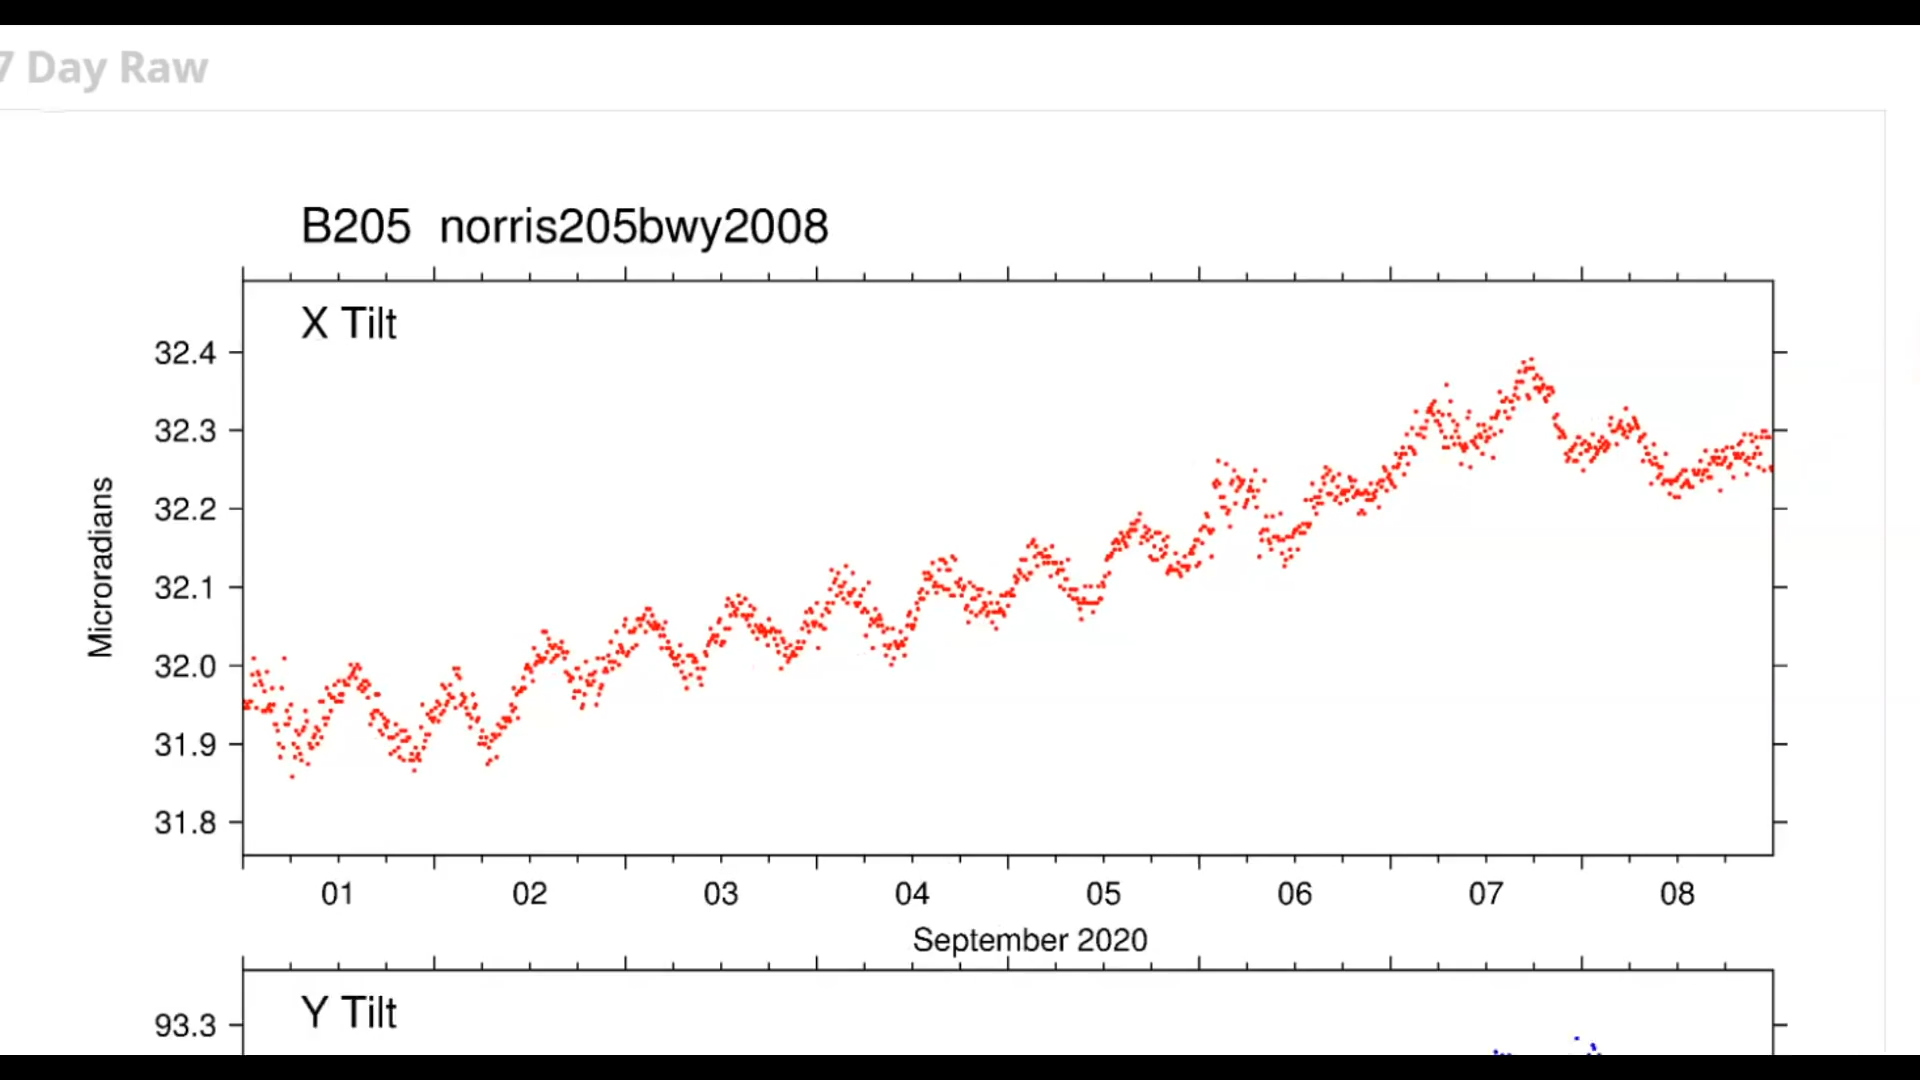 7 Day Raw
B205 norris205bwy2008
X Tilt
32.4
32.3
32.2
32.1
32.0
31.9
31.8
Microradians
01 02 03 04 05 06 07 08
September 2020
Y Tilt
93.3